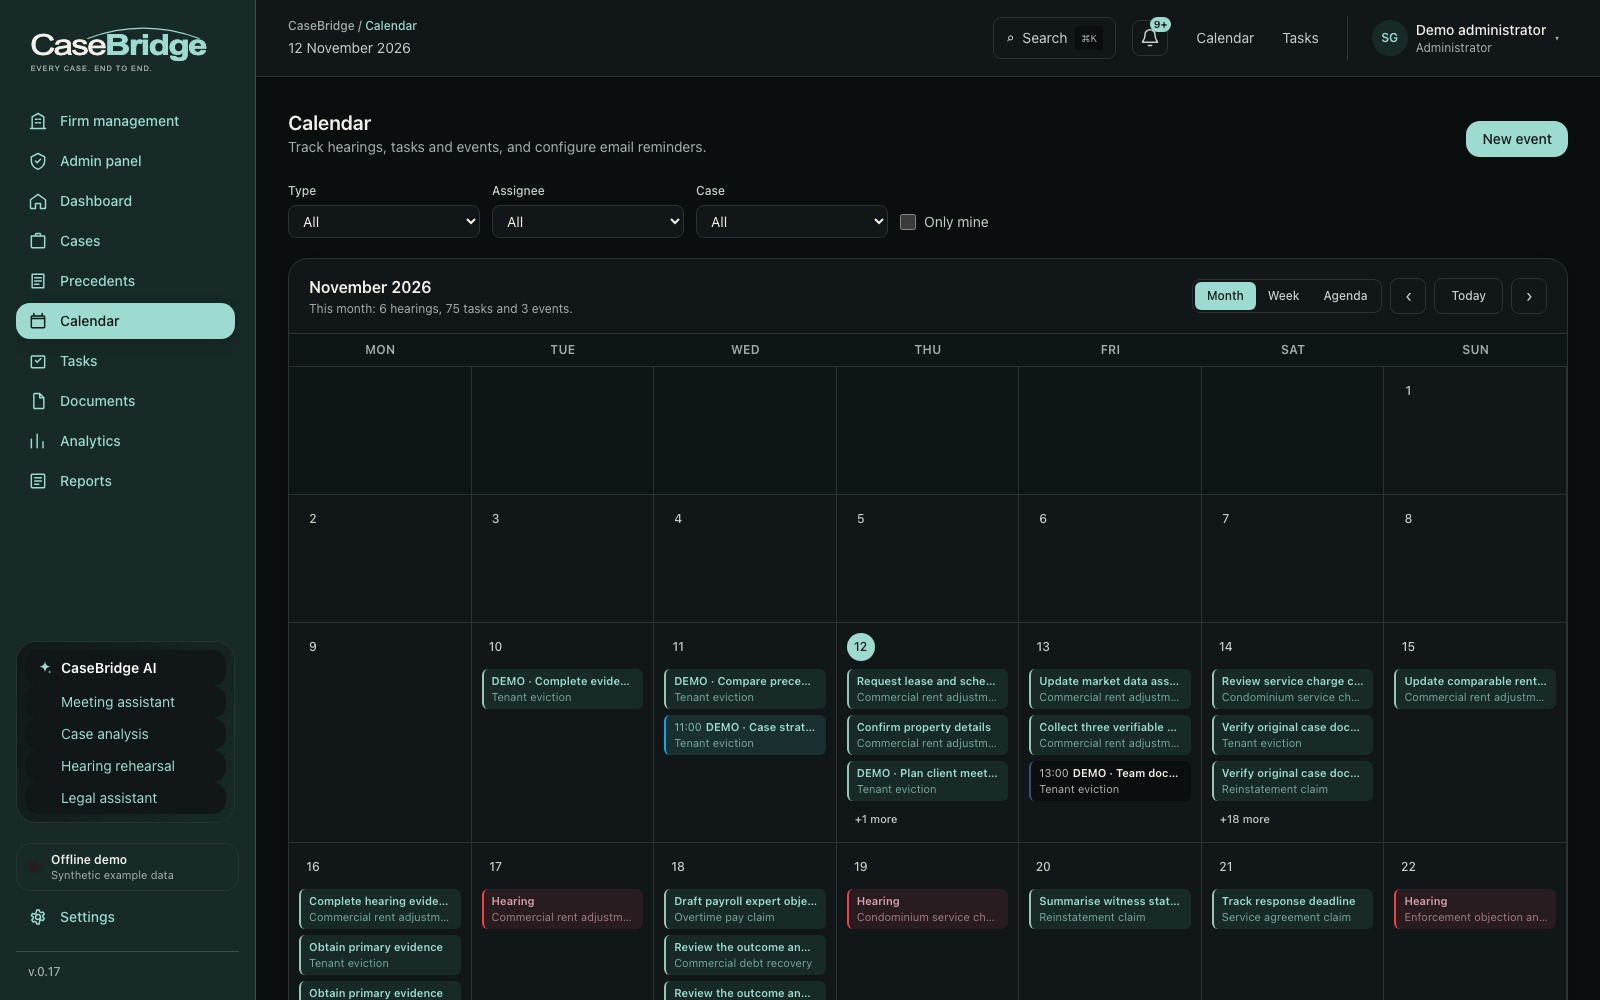 CaseBridge
EVERY CASE. END TO END.
Firm management
Admin panel
Dashboard
Cases
Precedents
Calendar
Tasks
Documents
Analytics
Reports
CaseBridge AI
Meeting assistant
Case analysis
Hearing rehearsal
Legal assistant
Offline demo
Synthetic example data
Settings
v.0.17
CaseBridge / Calendar
12 November 2026
Search ⌘K
9+
Calendar
Tasks
SG
Demo administrator
Administrator
Calendar
Track hearings, tasks and events, and configure email reminders.
New event
Type
Assignee
Case
All
All
All
Only mine
November 2026
This month: 6 hearings, 75 tasks and 3 events.
Month
Week
Agenda
‹
Today
›
MON TUE WED THU FRI SAT SUN
1
2 3 4 5 6 7 8
9
10
DEMO · Complete evide...
Tenant eviction
11
DEMO · Compare prece...
Tenant eviction
11:00 DEMO · Case strat...
Tenant eviction
12
Request lease and sche...
Commercial rent adjustm...
Confirm property details
Commercial rent adjustm...
DEMO · Plan client meet...
Tenant eviction
+1 more
13
Update market data ass...
Commercial rent adjustm...
Collect three verifiable ...
Commercial rent adjustm...
13:00 DEMO · Team doc...
Tenant eviction
14
Review service charge c...
Condominium service ch...
Verify original case doc...
Tenant eviction
Verify original case doc...
Reinstatement claim
+18 more
15
Update comparable rent...
Commercial rent adjustm...
16
Complete hearing evide...
Commercial rent adjustm...
Obtain primary evidence
Tenant eviction
Obtain primary evidence
17
Hearing
Commercial rent adjustm...
18
Draft payroll expert obje...
Overtime pay claim
Review the outcome an...
Commercial debt recovery
Review the outcome an...
19
Hearing
Condominium service ch...
20
Summarise witness stat...
Reinstatement claim
21
Track response deadline
Service agreement claim
22
Hearing
Enforcement objection an...